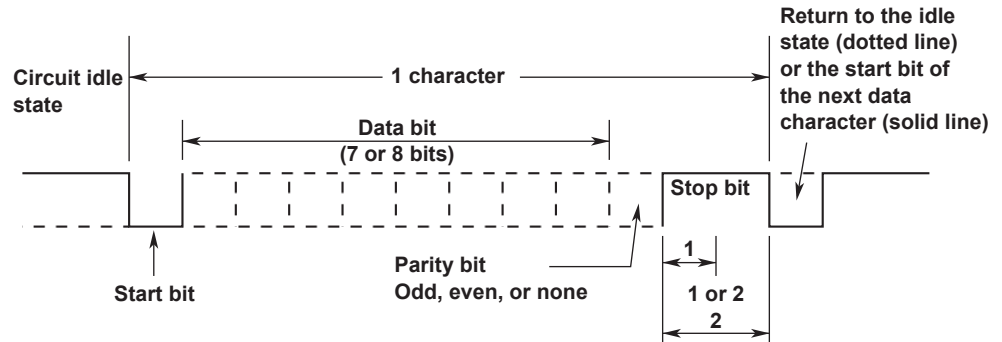 Return to the idle
state (dotted line)
or the start bit of
the next data
character (solid line)
Circuit idle
state
1 character
Data bit
(7 or 8 bits)
Stop bit
1
Parity bit
Odd, even, or none
Start bit
1 or 2
2